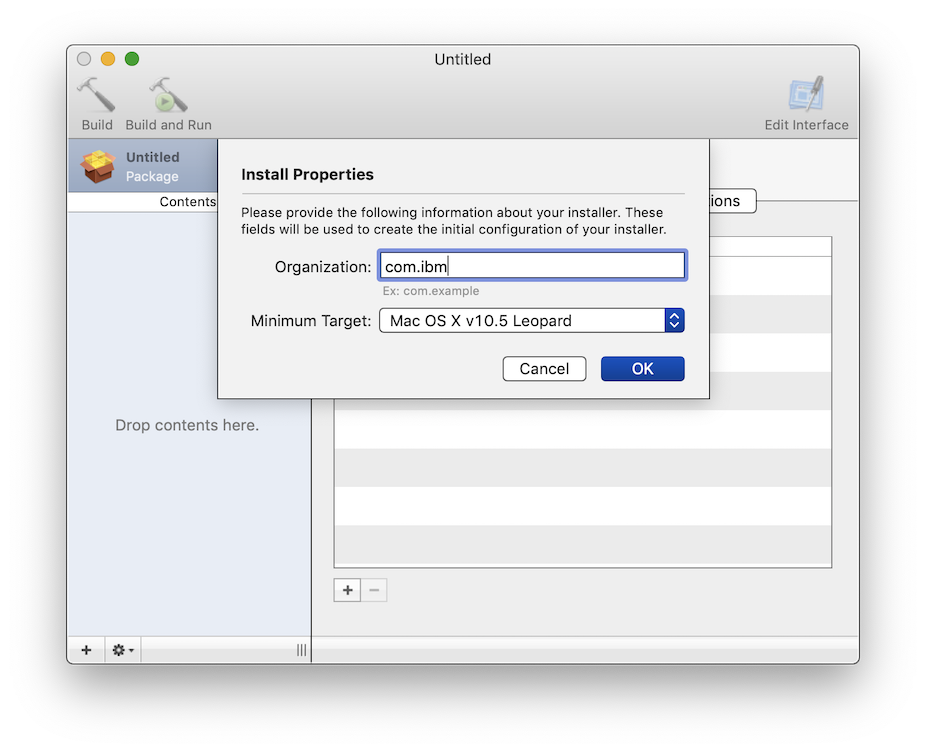 Untitled
Build
Build and Run
Edit Interface
Untitled
Package
Contents
Install Properties
Please provide the following information about your installer. These
fields will be used to create the initial configuration of your installer.
Organization: com.ibm
Ex: com.example
Minimum Target: Mac OS X v10.5 Leopard
Cancel
OK
Drop contents here.